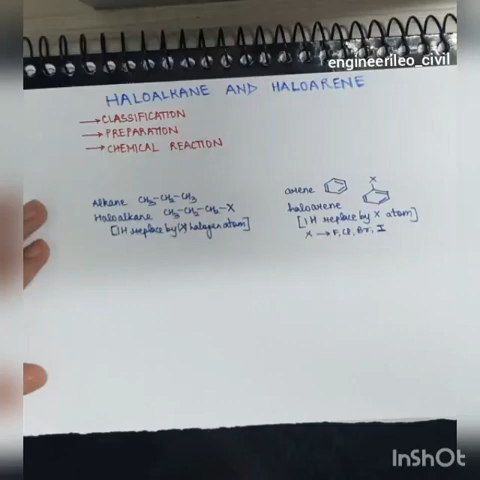 engineerileo_civil
HALOALKANE AND HALOARENE
→CLASSIFICATION
→PREPARATION
→CHEMICAL REACTION
Alkane CH₃-CH₂-CH₃
Haloalkane CH₃-CH₂-CH₂-X
[1H replace by (X) halogen atom]
arene
X
haloarene
[1H replace by X atom]
X → F, Cl, Br, I
InShOt